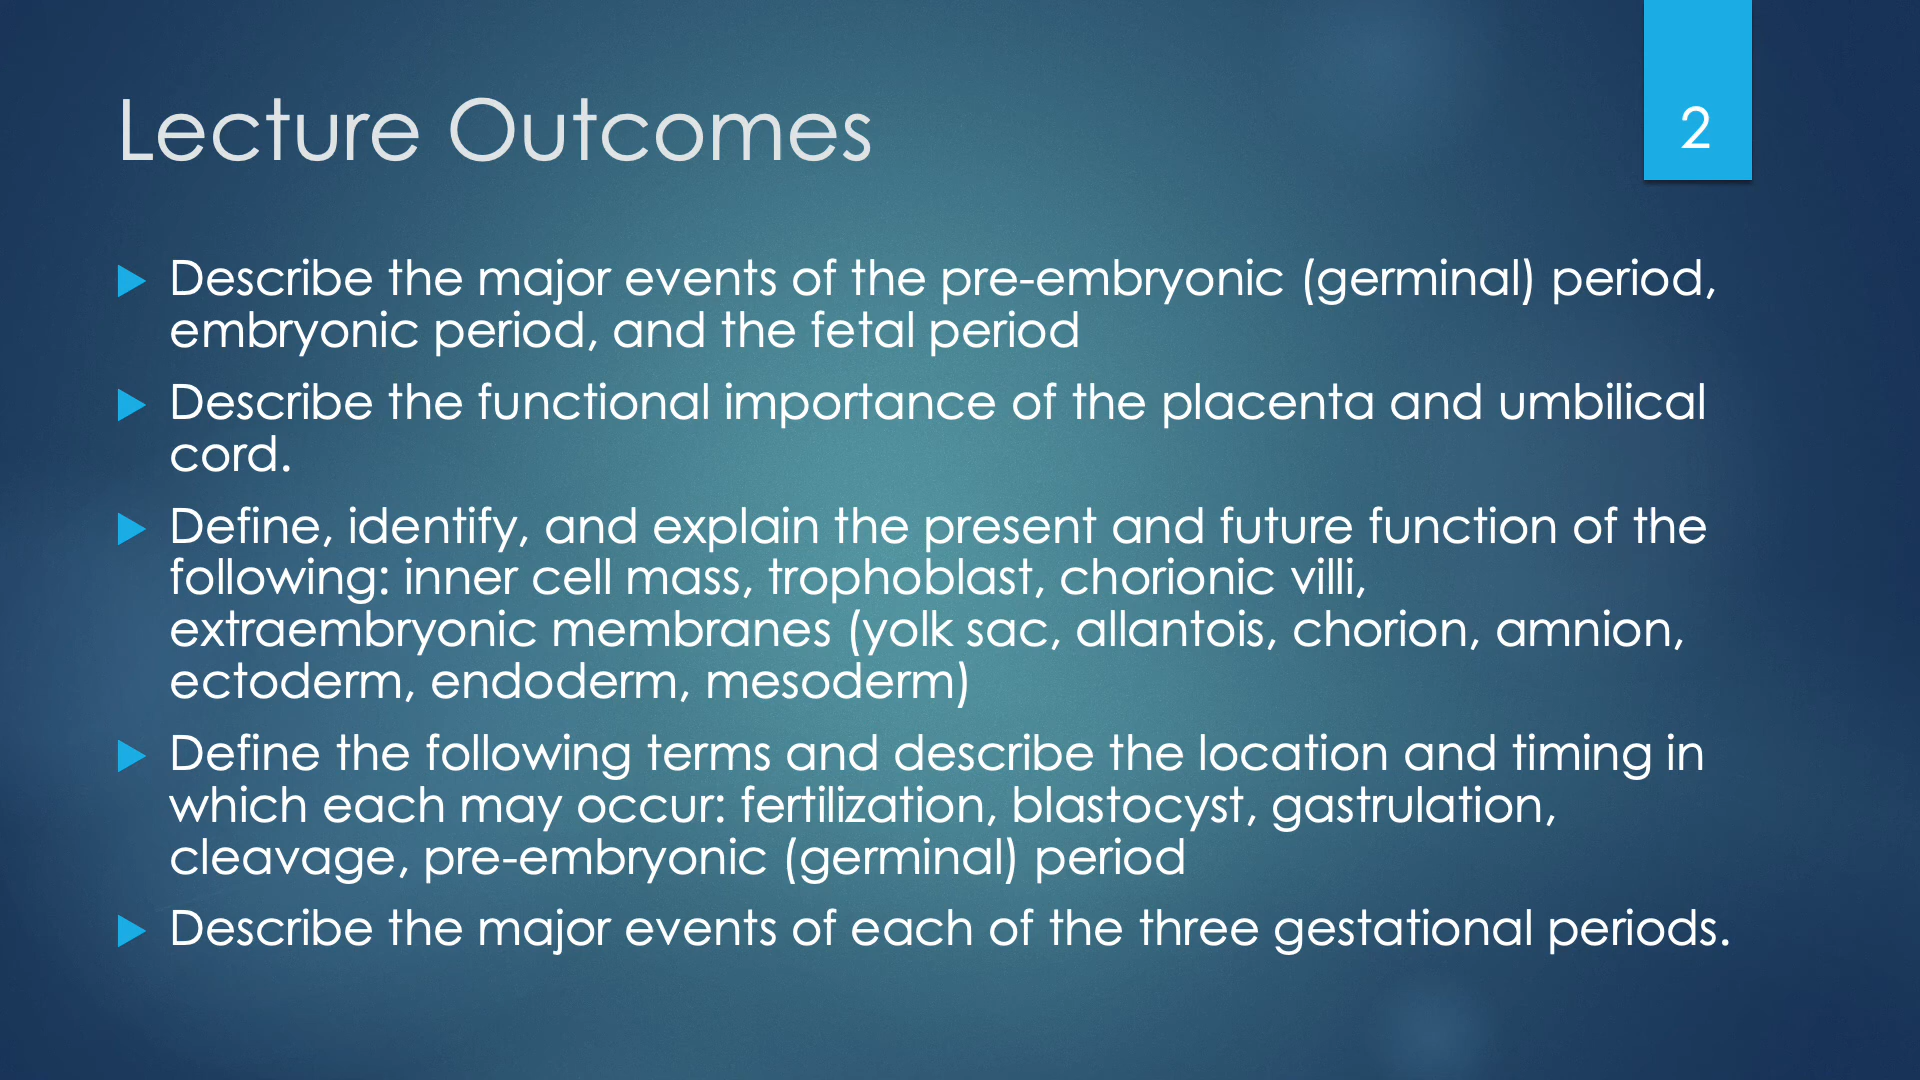 Lecture Outcomes
2
Describe the major events of the pre-embryonic (germinal) period,
embryonic period, and the fetal period
Describe the functional importance of the placenta and umbilical
cord.
Define, identify, and explain the present and future function of the
following: inner cell mass, trophoblast, chorionic villi,
extraembryonic membranes (yolk sac, allantois, chorion, amnion,
ectoderm, endoderm, mesoderm)
Define the following terms and describe the location and timing in
which each may occur: fertilization, blastocyst, gastrulation,
cleavage, pre-embryonic (germinal) period
Describe the major events of each of the three gestational periods.